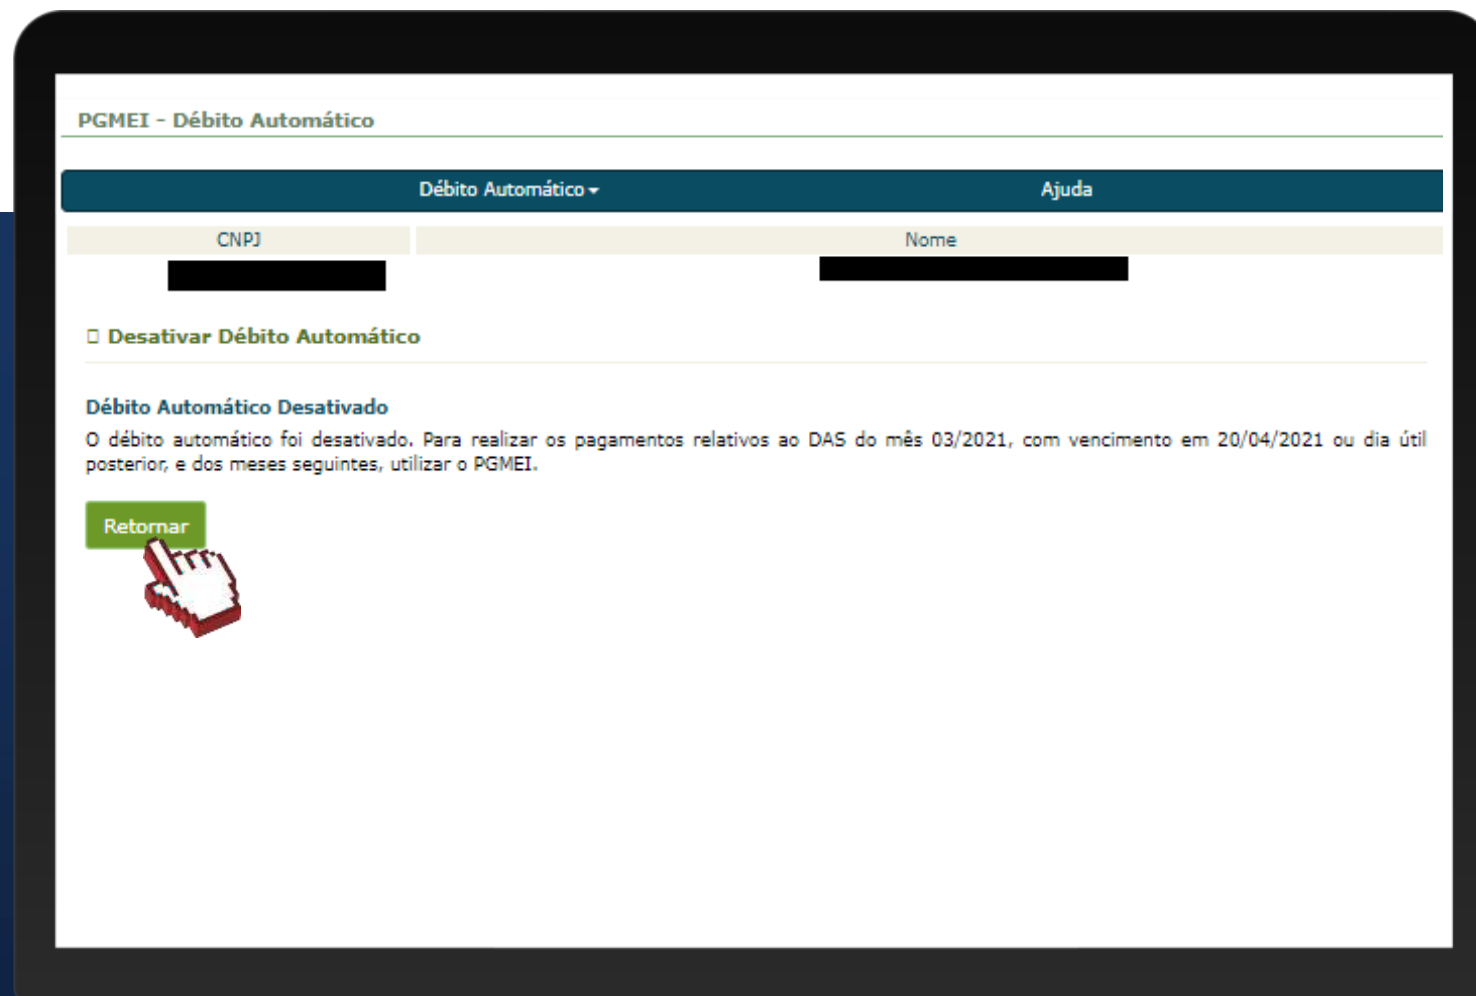 PGMEI - Débito Automático
Débito Automático Ajuda
CNPJ Nome
Desativar Débito Automático
Débito Automático Desativado
O débito automático foi desativado. Para realizar os pagamentos relativos ao DAS do mês 03/2021, com vencimento em 20/04/2021 ou dia útil
posterior, e dos meses seguintes, utilizar o PGMEI.
Retornar